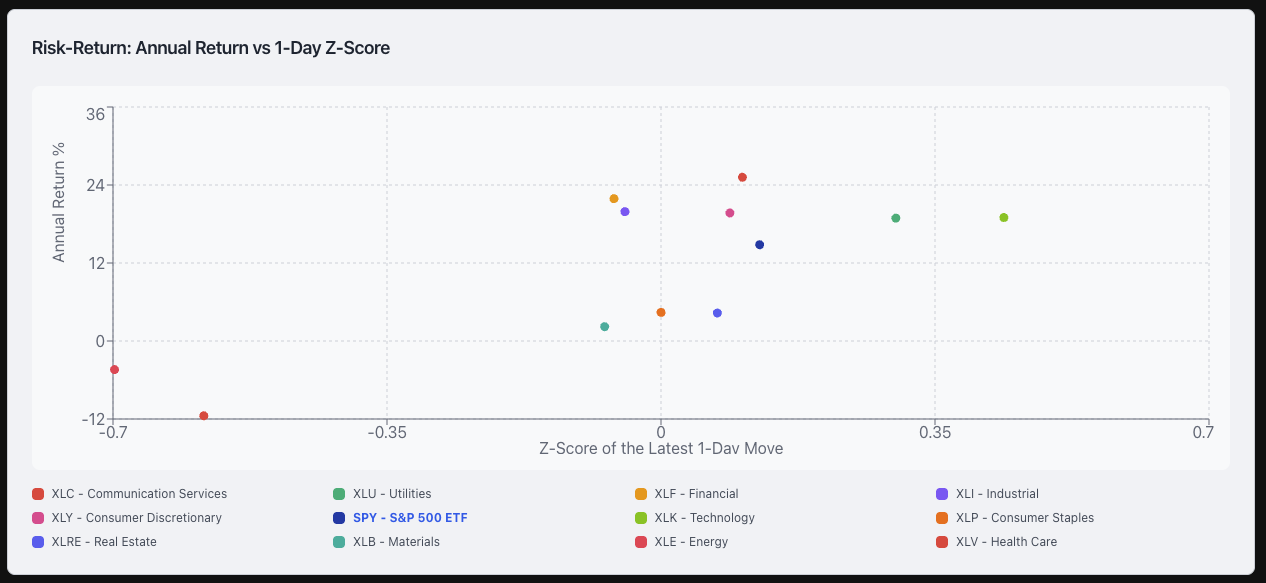 Risk-Return: Annual Return vs 1-Day Z-Score
36
24
12
0
-12
Annual Return %
-0.7
-0.35
0
0.35
0.7
Z-Score of the Latest 1-Day Move
XLC - Communication Services
XLU - Utilities
XLF - Financial
XLI - Industrial
XLY - Consumer Discretionary
SPY - S&P 500 ETF
XLK - Technology
XLP - Consumer Staples
XLRE - Real Estate
XLB - Materials
XLE - Energy
XLV - Health Care